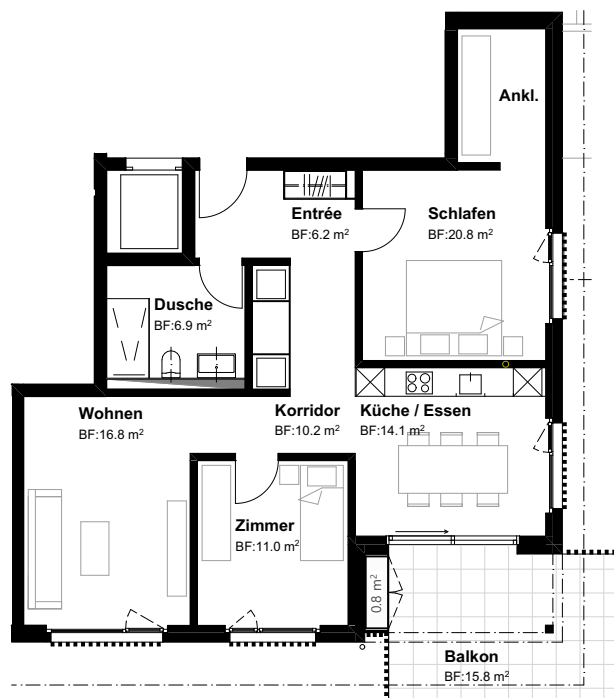 Ankl.
Entrée
BF:6.2 m²
Schlafen
BF:20.8 m²
Dusche
BF:6.9 m²
Wohnen
BF:16.8 m²
Korridor
BF:10.2 m²
Küche / Essen
BF:14.1 m²
Zimmer
BF:11.0 m²
0.8 m²
Balkon
BF:15.8 m²